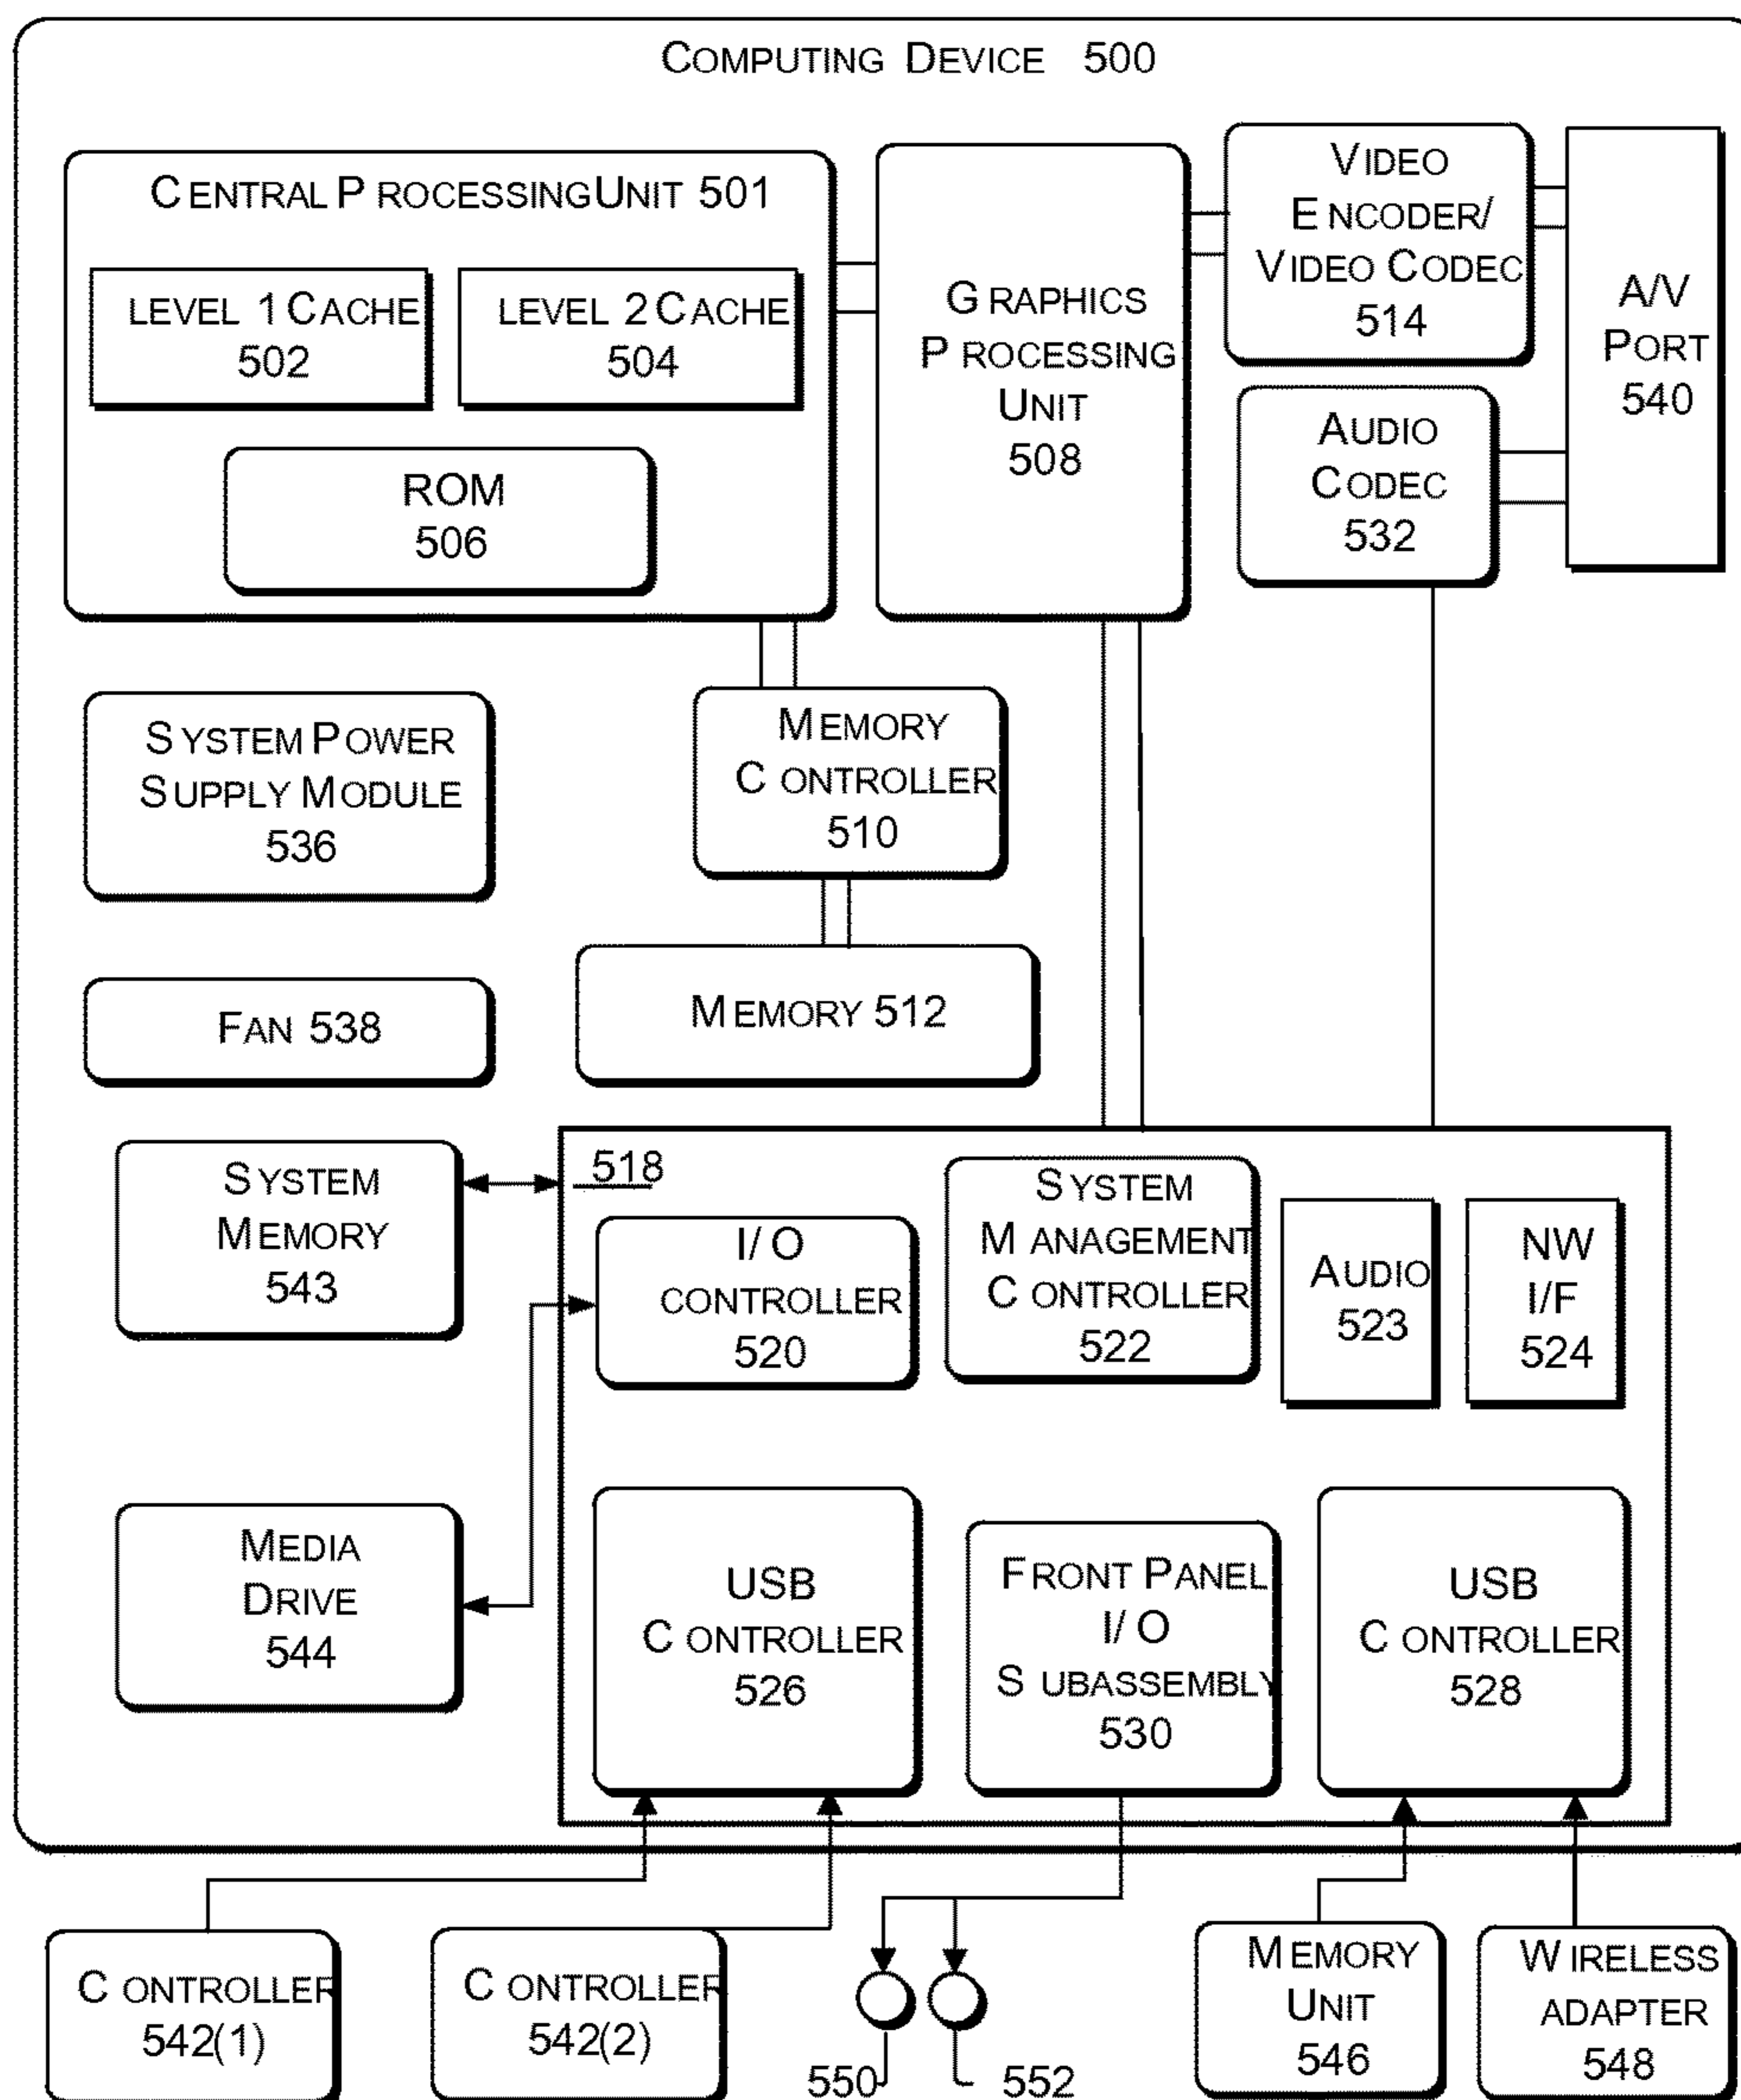 COMPUTING DEVICE 500
CENTRAL PROCESSING UNIT 501
LEVEL 1 CACHE
502
LEVEL 2 CACHE
504
ROM
506
GRAPHICS
PROCESSING
UNIT
508
VIDEO
ENCODER/
VIDEO CODEC
514
AUDIO
CODEC
532
A/V
PORT
540
SYSTEM POWER
SUPPLY MODULE
536
MEMORY
CONTROLLER
510
FAN 538
MEMORY 512
SYSTEM
MEMORY
543
518
I/O
CONTROLLER
520
SYSTEM
MANAGEMENT
CONTROLLER
522
AUDIO
523
NW
I/F
524
MEDIA
DRIVE
544
USB
CONTROLLER
526
FRONT PANEL
I/O
SUBASSEMBLY
530
USB
CONTROLLER
528
CONTROLLER
542(1)
CONTROLLER
542(2)
550
552
MEMORY
UNIT
546
WIRELESS
ADAPTER
548